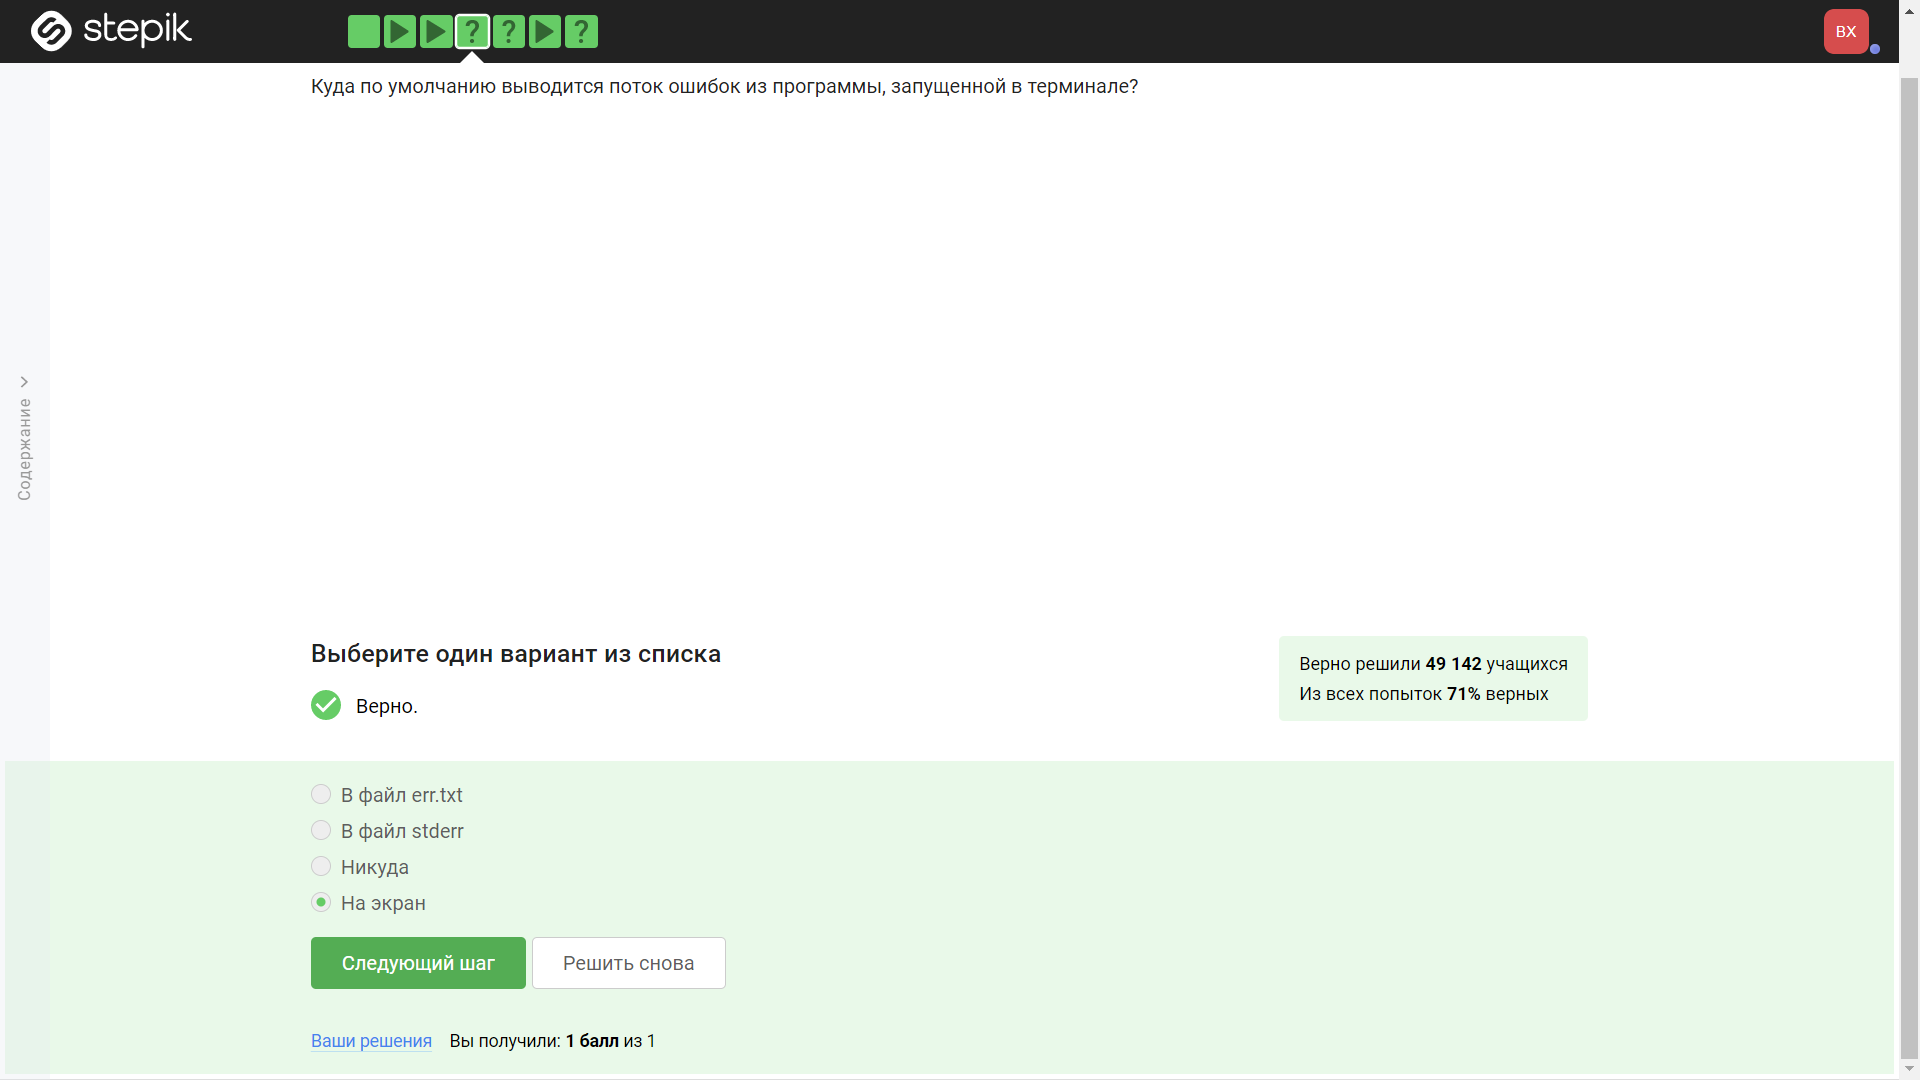 stepik
ВХ
Куда по умолчанию выводится поток ошибок из программы, запущенной в терминале?
Содержание
Выберите один вариант из списка
Верно.
Верно решили 49 142 учащихся
Из всех попыток 71% верных
В файл err.txt
В файл stderr
Никуда
На экран
Следующий шаг
Решить снова
Ваши решения Вы получили: 1 балл из 1